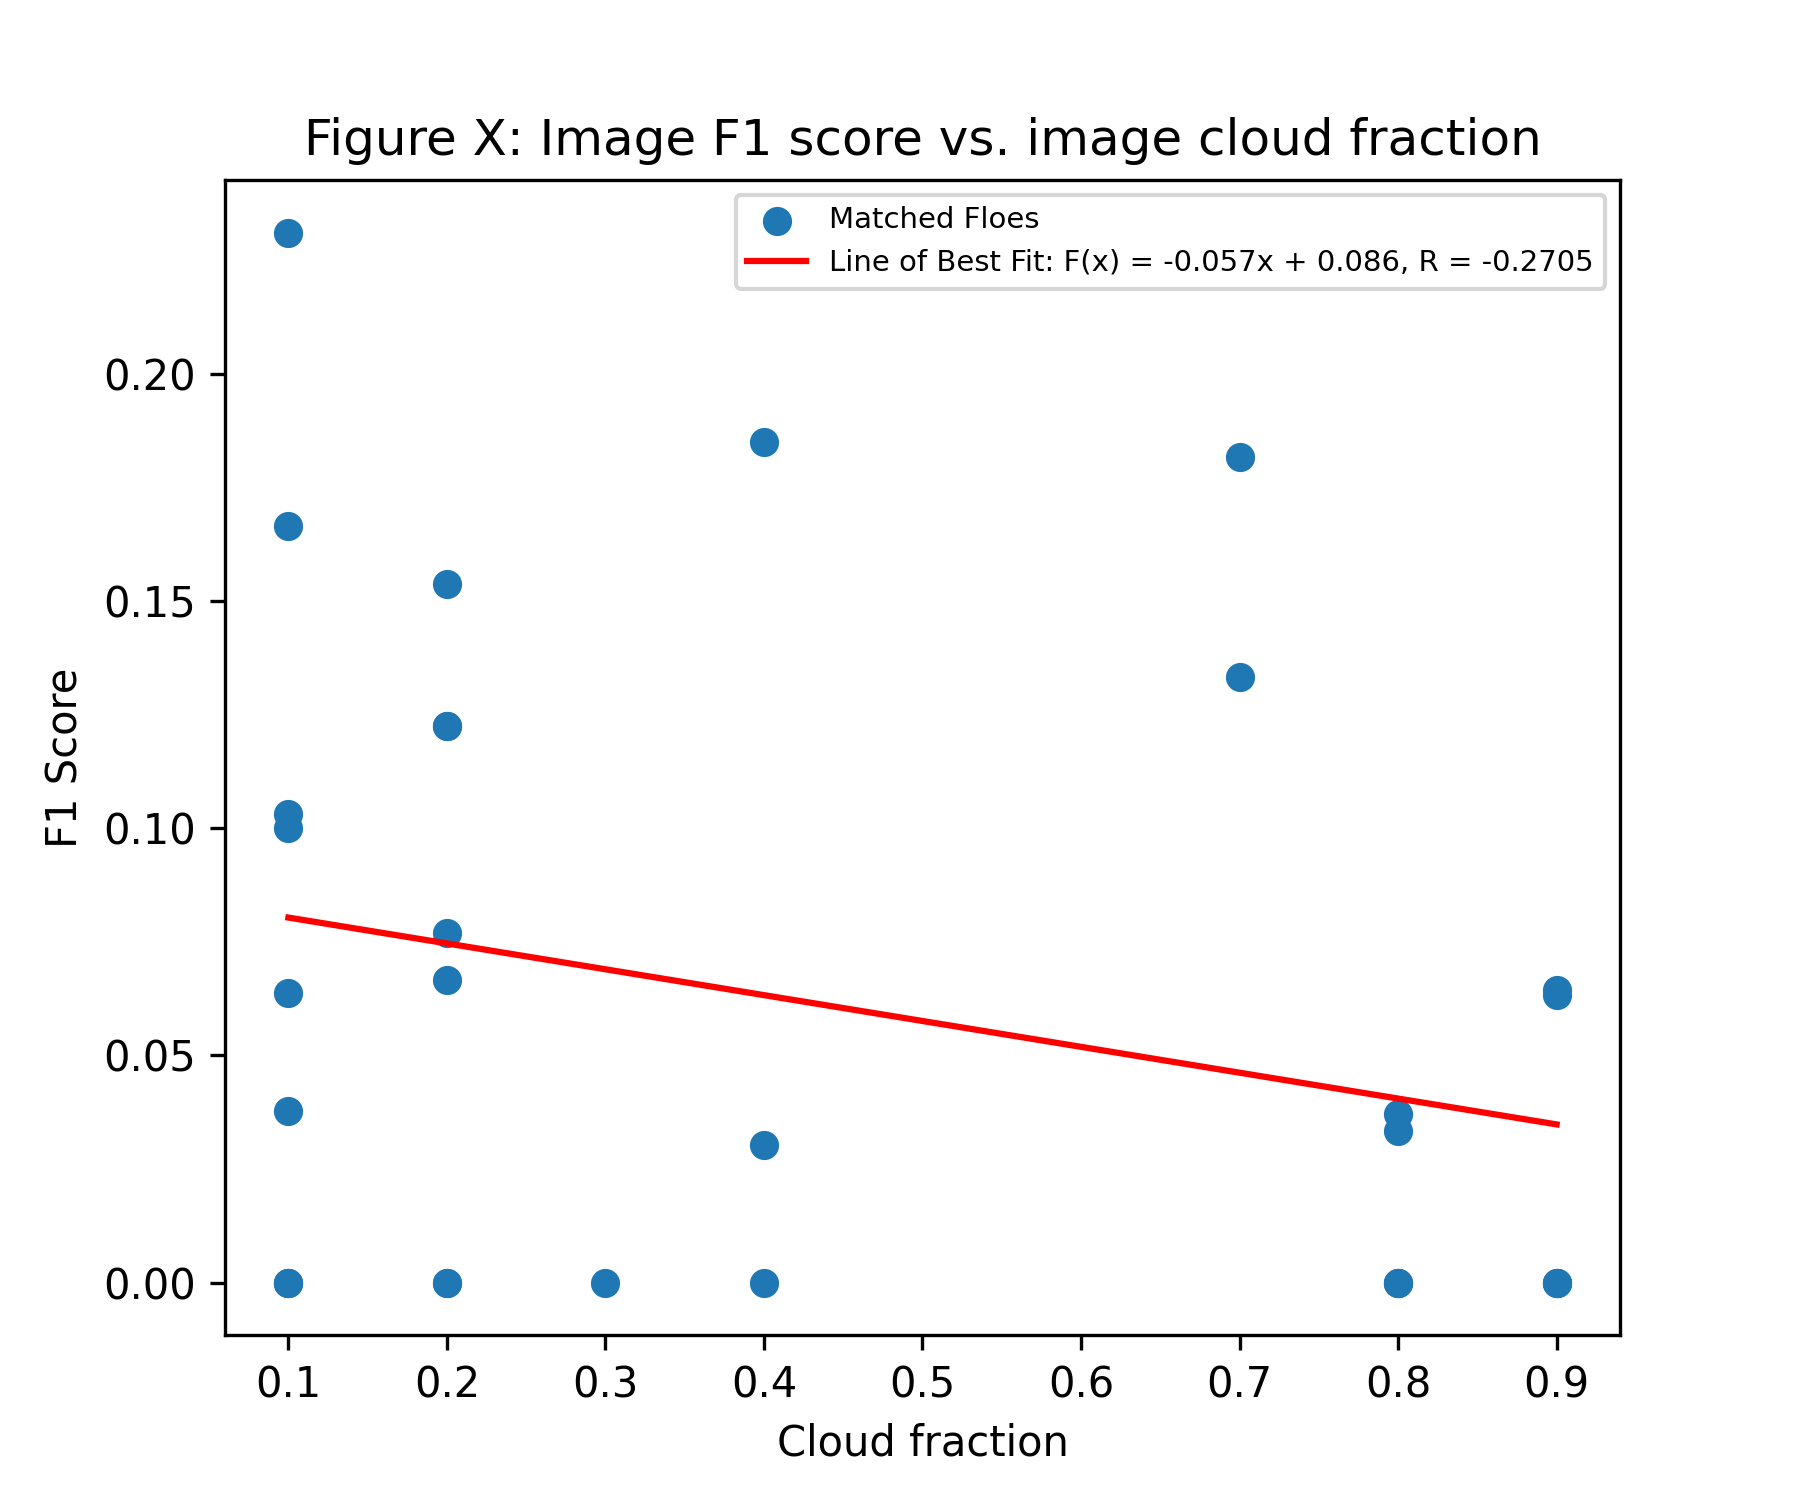 Figure X: Image F1 score vs. image cloud fraction
Matched Floes
Line of Best Fit: F(x) = -0.057x + 0.086, R = -0.2705
F1 Score
0.20
0.15
0.10
0.05
0.00
0.1 0.2 0.3 0.4 0.5 0.6 0.7 0.8 0.9
Cloud fraction